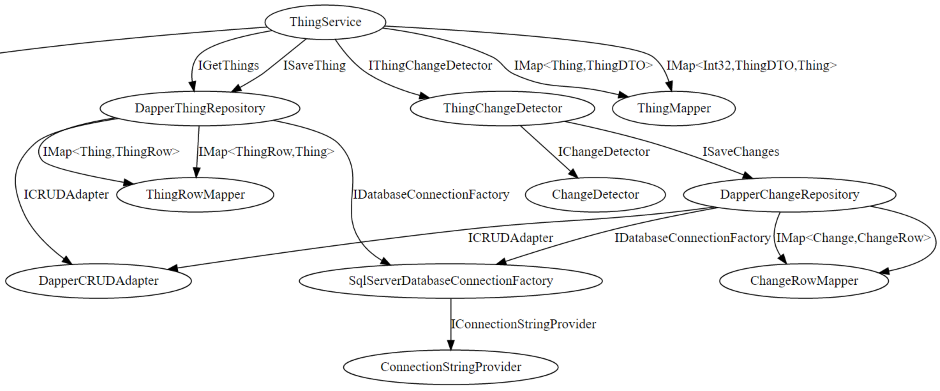 ThingService
IGetThings
ISaveThing
IThingChangeDetector
IMap<Thing,ThingDTO>
IMap<Int32,ThingDTO,Thing>
DapperThingRepository
ThingChangeDetector
ThingMapper
IMap<Thing,ThingRow>
IMap<ThingRow,Thing>
IChangeDetector
ISaveChanges
ICRUDAdapter
ThingRowMapper
IDatabaseConnectionFactory
ChangeDetector
DapperChangeRepository
ICRUDAdapter
IDatabaseConnectionFactory
IMap<Change,ChangeRow>
DapperCRUDAdapter
SqlServerDatabaseConnectionFactory
ChangeRowMapper
IConnectionStringProvider
ConnectionStringProvider